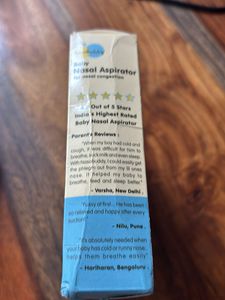 Baby
Nasal Aspirator
for nasal congestion
Out of 5 Stars
India's Highest Rated
Baby Nasal Aspirator
Parent's Reviews :
"When my boy had cold and
cough, it was difficult for him to
breathe, suck milk and even sleep.
could easily get
the phlegm out from my lil ones
nose. It helped my baby to
breathe, feed and sleep better."
- Varsha, New Delhi
"Fussy at first... He has been
so relieved and happy after every
suction"
- Nilu, Pune
"It's absolutely needed when
your baby has cold or runny nose,
helps them breathe easily"
- Hariharan, Bengaluru